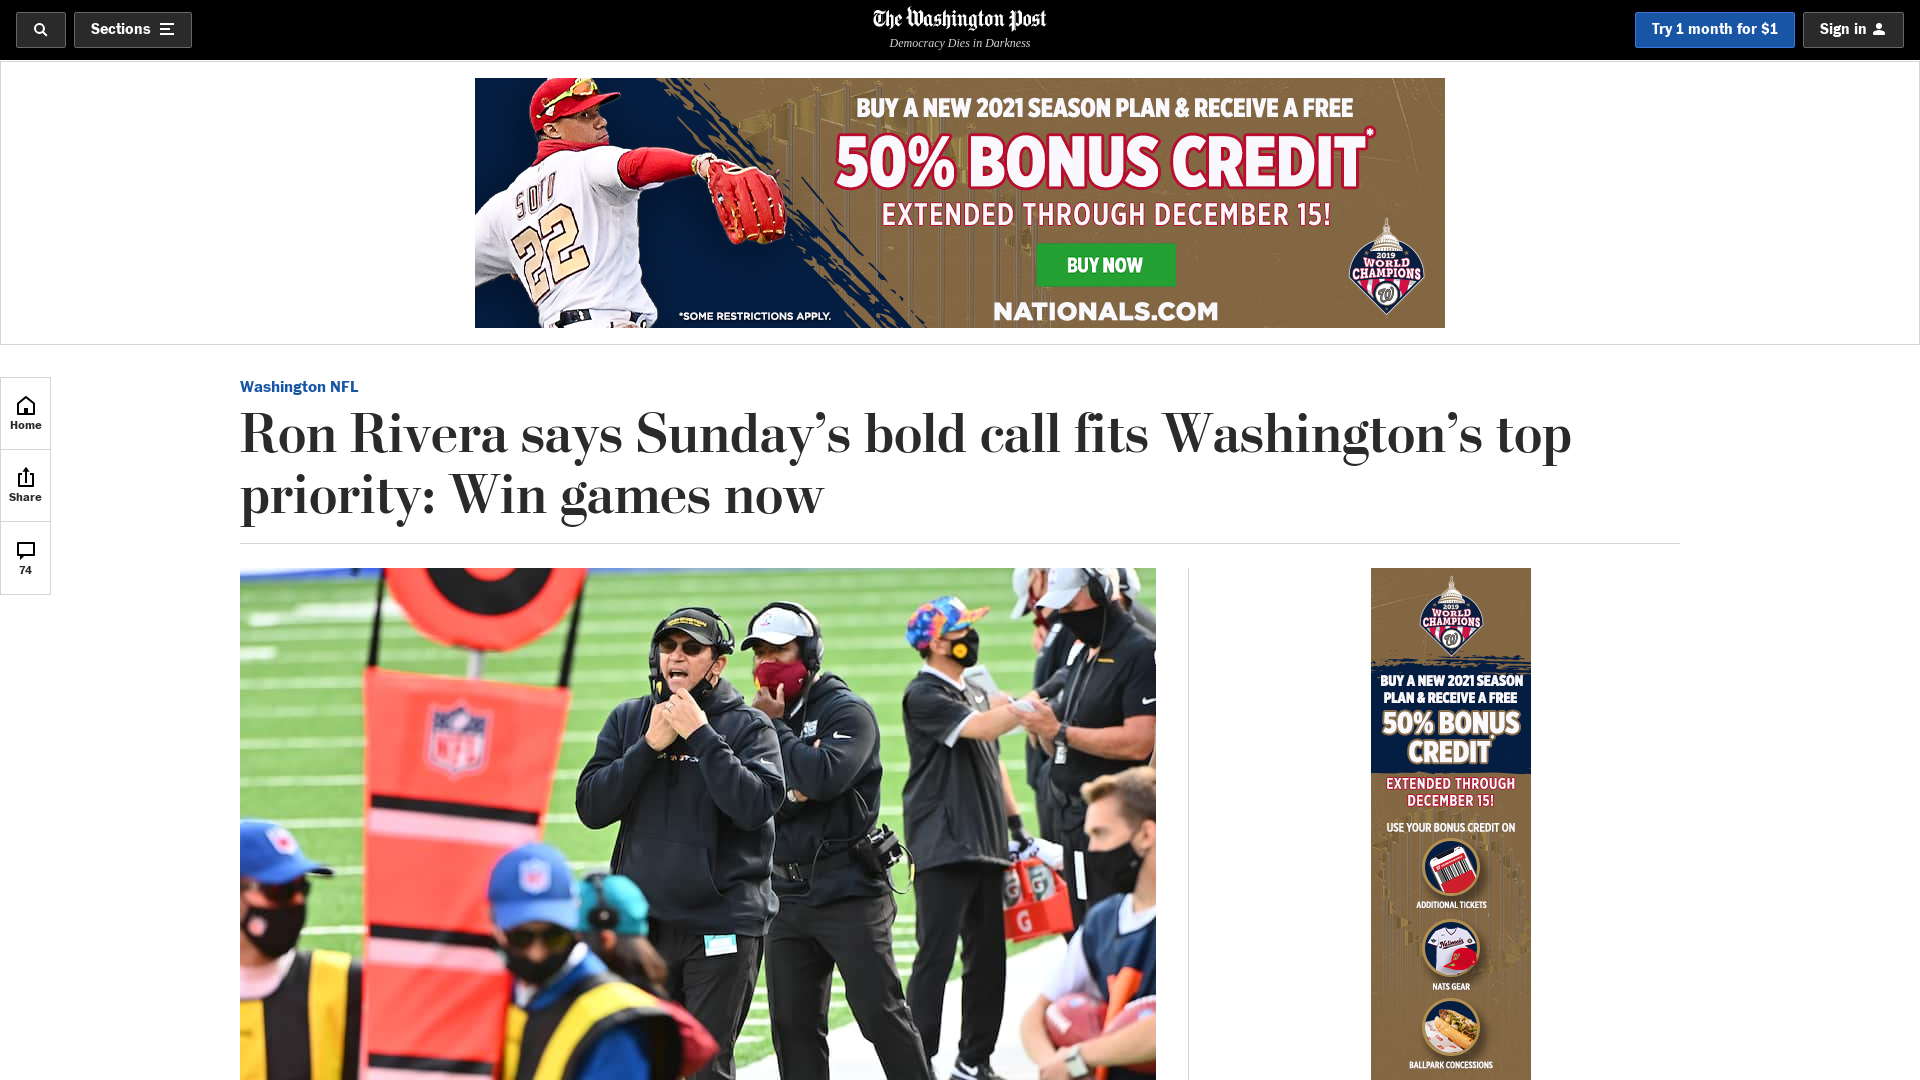 Sections
The Washington Post
Democracy Dies in Darkness
Try 1 month for $1
Sign in
BUY A NEW 2021 SEASON PLAN & RECEIVE A FREE
50% BONUS CREDIT*
EXTENDED THROUGH DECEMBER 15!
BUY NOW
NATIONALS.COM
*SOME RESTRICTIONS APPLY.
SOTO
22
2019
WORLD
CHAMPIONS
W
Home
Share
74
Washington NFL
Ron Rivera says Sunday’s bold call fits Washington’s top
priority: Win games now
NFL
G
2019
WORLD
CHAMPIONS
W
BUY A NEW 2021 SEASON
PLAN & RECEIVE A FREE
50% BONUS
CREDIT*
EXTENDED THROUGH
DECEMBER 15!
USE YOUR BONUS CREDIT ON
ADDITIONAL TICKETS
Nationals
NATS GEAR
BALLPARK CONCESSIONS